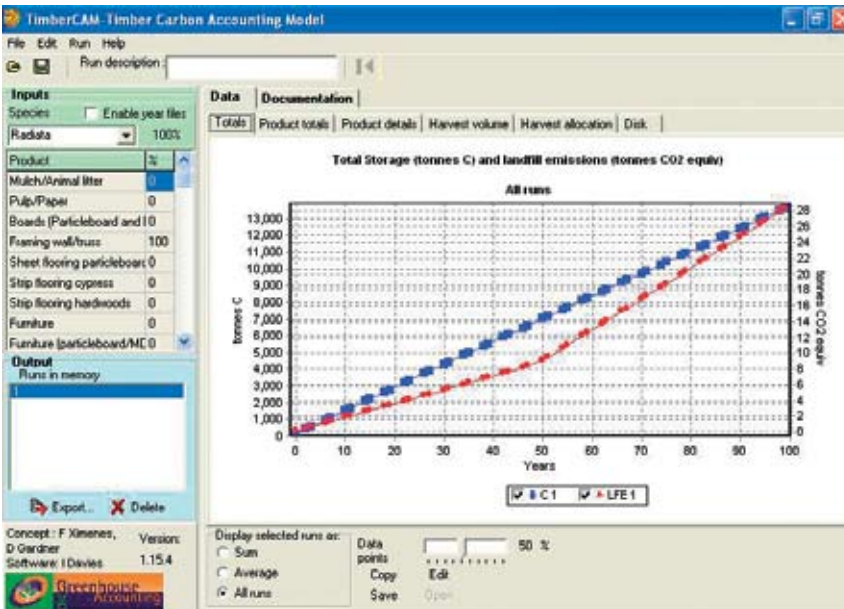 TimberCAM-Timber Carbon Accounting Model
File Edit Run Help
Run description :
Inputs
Species Enable year tiles
Radiata 100%
Product %
Mulch/Animal litter 0
Pulp/Paper 0
Boards (Particleboard and I 0
Framing wall/truss 100
Sheet flooring particleboar 0
Strip flooring cypress 0
Strip flooring hardwoods 0
Furniture 0
Furniture (particleboard/ME 0
Output
Runs in memory
1
Export... Delete
Concept : F Ximenes,
D Gardner
Software: I Davies
Version:
1.15.4
Greenhouse
Accounting
Data Documentation
Totals Product totals Product details Harvest volume Harvest allocation Disk
Total Storage (tonnes C) and landfill emissions (tonnes CO2 equiv)
All runs
13,000
12,000
11,000
10,000
9,000
8,000
7,000
6,000
5,000
4,000
3,000
2,000
1,000
0
tonnes C
28
26
24
22
20
18
16
14
12
10
8
6
4
2
0
tonnes CO2 equiv
0 10 20 30 40 50 60 70 80 90 100
Years
C 1 LFE 1
Display selected runs as:
Sum
Average
All runs
Data
points
50 %
Copy Edit
Save Open